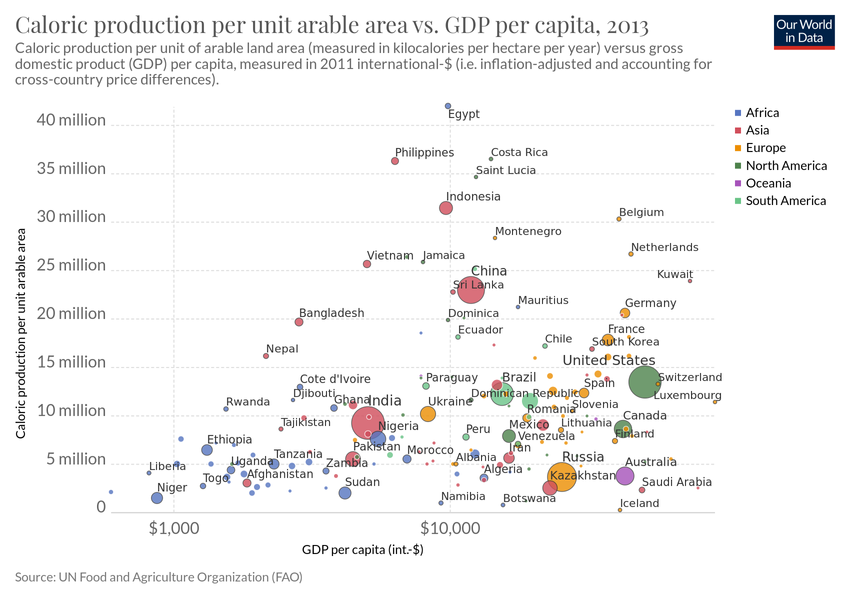 Caloric production per unit arable area vs. GDP per capita, 2013
Our World
in Data
Caloric production per unit of arable land area (measured in kilocalories per hectare per year) versus gross
domestic product (GDP) per capita, measured in 2011 international-$ (i.e. inflation-adjusted and accounting for
cross-country price differences).
Egypt
40 million
Africa
Asia
Europe
North America
Oceania
South America
Philippines
Costa Rica
35 million
Saint Lucia
Indonesia
30 million
Belgium
Montenegro
Netherlands
Vietnam
Jamaica
25 million
China
Kuwait
Sri Lanka
Mauritius
Germany
20 million
Bangladesh
Dominica
Ecuador
France
Chile
South Korea
Nepal
15 million
United States
Cote d'Ivoire
Paraguay
Brazil
Switzerland
Spain
Djibouti
Dominican Republic
Luxembourg
Rwanda
Ghana
India
Ukraine
Romania
Slovenia
10 million
Tajikistan
Nigeria
Peru
Mexico
Lithuania
Canada
Ethiopia
Venezuela
Finland
Pakistan
Morocco
Iran
Tanzania
Albania
Russia
5 million
Liberia
Uganda
Zambia
Algeria
Australia
Togo
Afghanistan
Kazakhstan
Niger
Sudan
Saudi Arabia
Namibia
Botswana
Iceland
0
$1,000
$10,000
GDP per capita (int.-$)
Caloric production per unit arable area
Source: UN Food and Agriculture Organization (FAO)